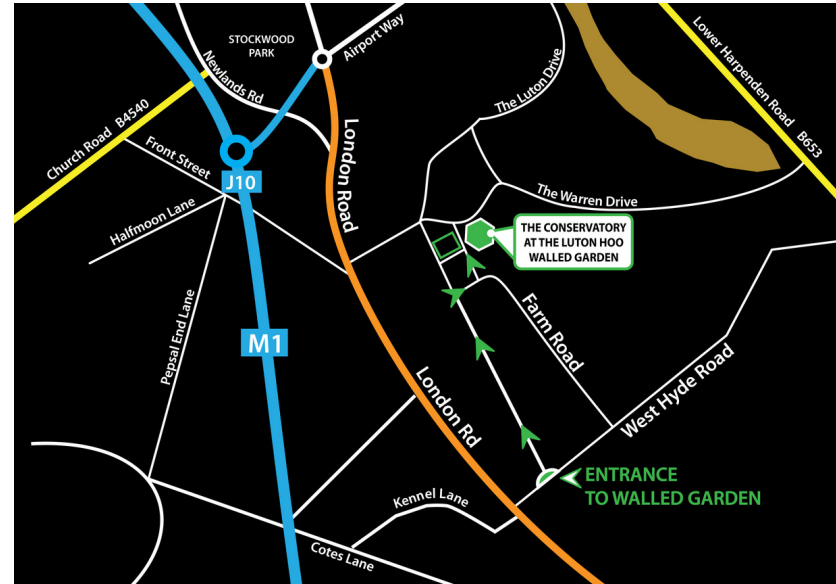 STOCKWOOD
PARK
Airport Way
Newlands Rd
Church Road B4540
Front Street
J10
Halfmoon Lane
London Road
The Luton Drive
Lower Harpenden Road B653
The Warren Drive
THE CONSERVATORY
AT THE LUTON HOO
WALLED GARDEN
Pepsal End Lane
M1
Farm Road
London Rd
West Hyde Road
ENTRANCE
TO WALLED GARDEN
Kennel Lane
Cotes Lane